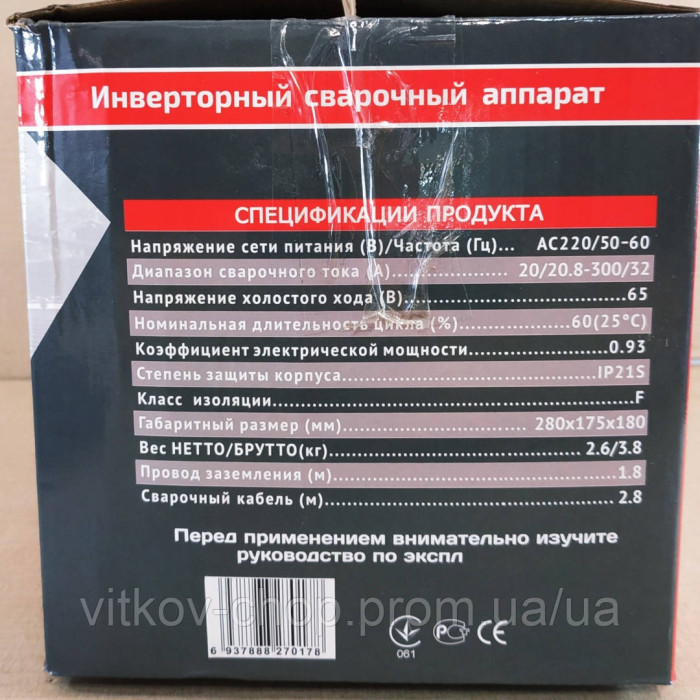 Инверторный сварочный аппарат
СПЕЦИФИКАЦИИ ПРОДУКТА
Напряжение сети питания (В)/Частота (Гц)... AC220/50-60
Диапазон сварочного тока (А)................. 20/20.8-300/32
Напряжение холостого хода (В)..............................65
Номинальная длительность цикла (%)...............60(25°C)
Коэффициент электрической мощности..................0.93
Степень защиты корпуса................................IP21S
Класс изоляции..............................................F
Габаритный размер (мм)......................280x175x180
Вес НЕТТО/БРУТТО(кг)...........................2.6/3.8
Провод заземления (м)...................................1.8
Сварочный кабель (м)....................................2.8
Перед применением внимательно изучите
руководство по экспл
vitkov-chop.prom.ua/ua
6 937888 270178
061
CE